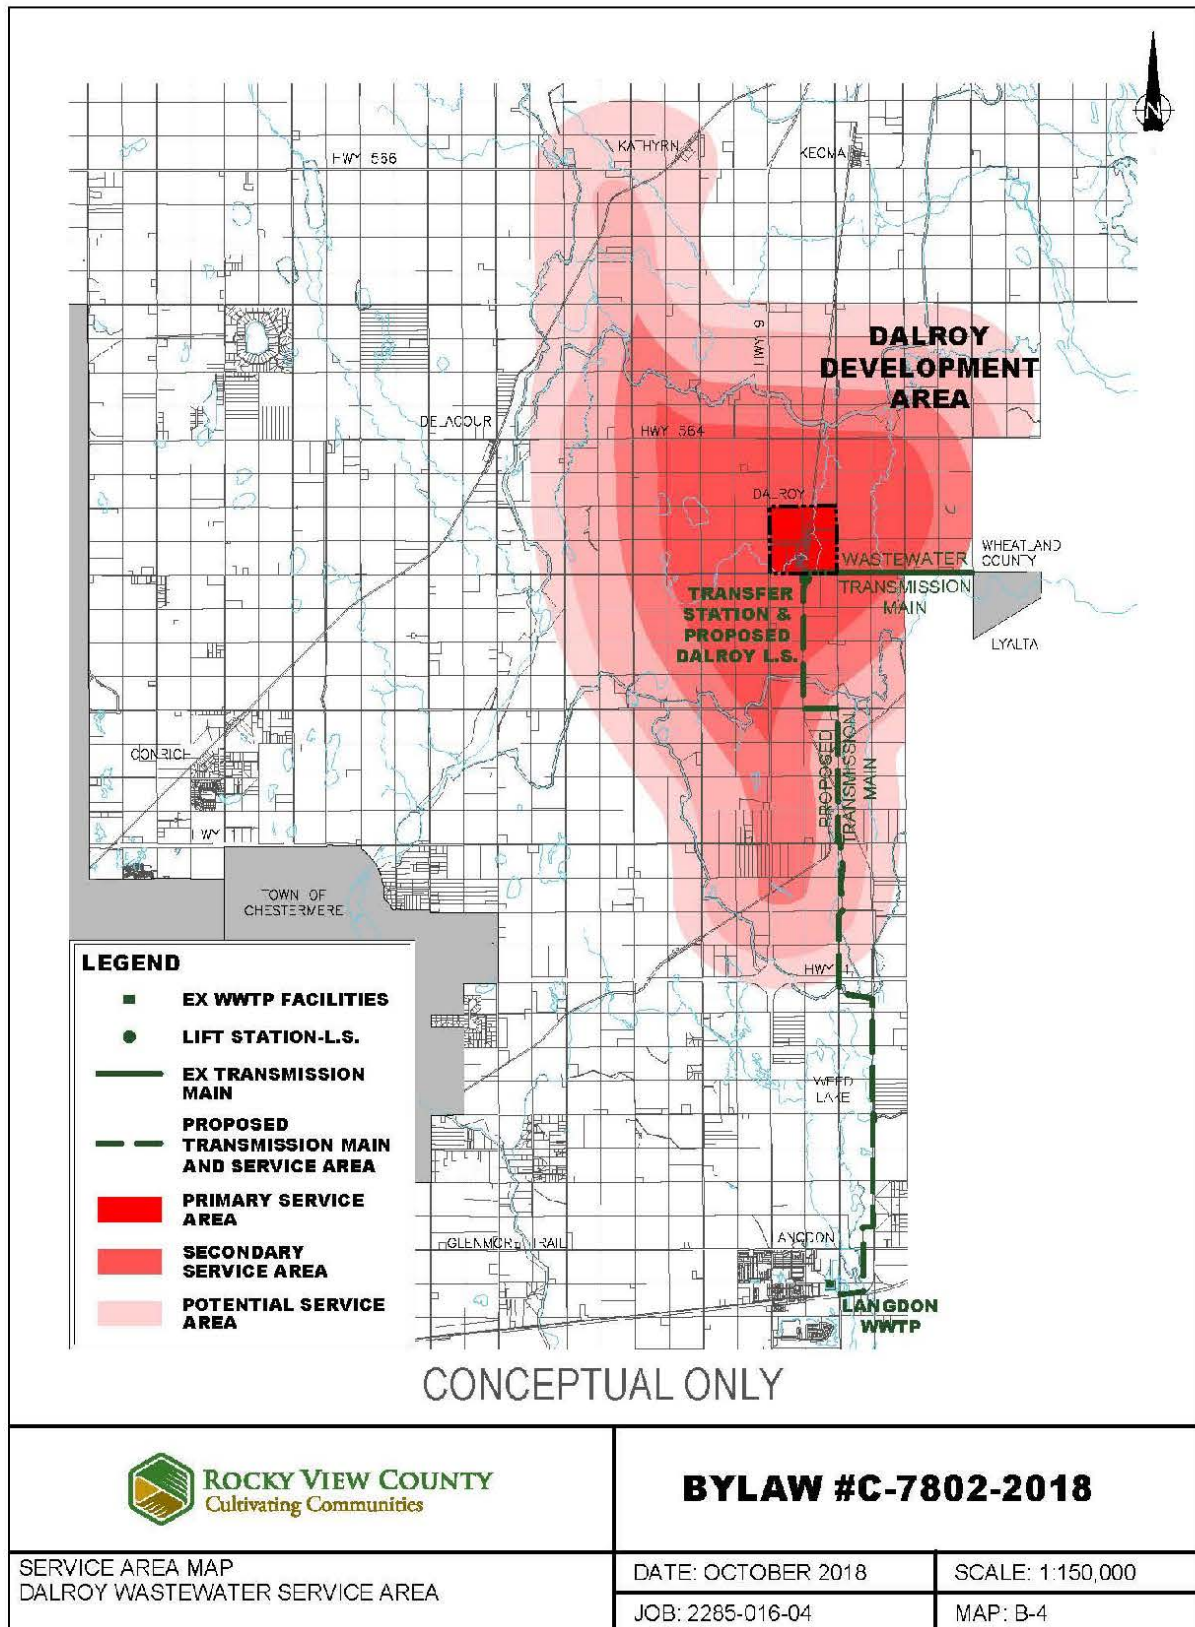 N
KATHYRN
KEOMA
HWY 566
HWY 9
DALROY
DEVELOPMENT
AREA
DELACOUR
HWY 564
DALROY
WASTEWATER
TRANSMISSION
MAIN
WHEATLAND
COUNTY
LYALTA
TRANSFER
STATION &
PROPOSED
DALROY L.S.
PROPOSED
TRANSMISSION
MAIN
CONRICH
HWY 1
TOWN OF
CHESTERMERE
HWY 1
WEED
LAKE
GLENMORE TRAIL
LANGDON
LANGDON
WWTP
LEGEND
EX WWTP FACILITIES
LIFT STATION-L.S.
EX TRANSMISSION
MAIN
PROPOSED
TRANSMISSION MAIN
AND SERVICE AREA
PRIMARY SERVICE
AREA
SECONDARY
SERVICE AREA
POTENTIAL SERVICE
AREA
CONCEPTUAL ONLY
ROCKY VIEW COUNTY
Cultivating Communities
BYLAW #C-7802-2018
SERVICE AREA MAP
DALROY WASTEWATER SERVICE AREA
DATE: OCTOBER 2018
SCALE: 1:150,000
JOB: 2285-016-04
MAP: B-4